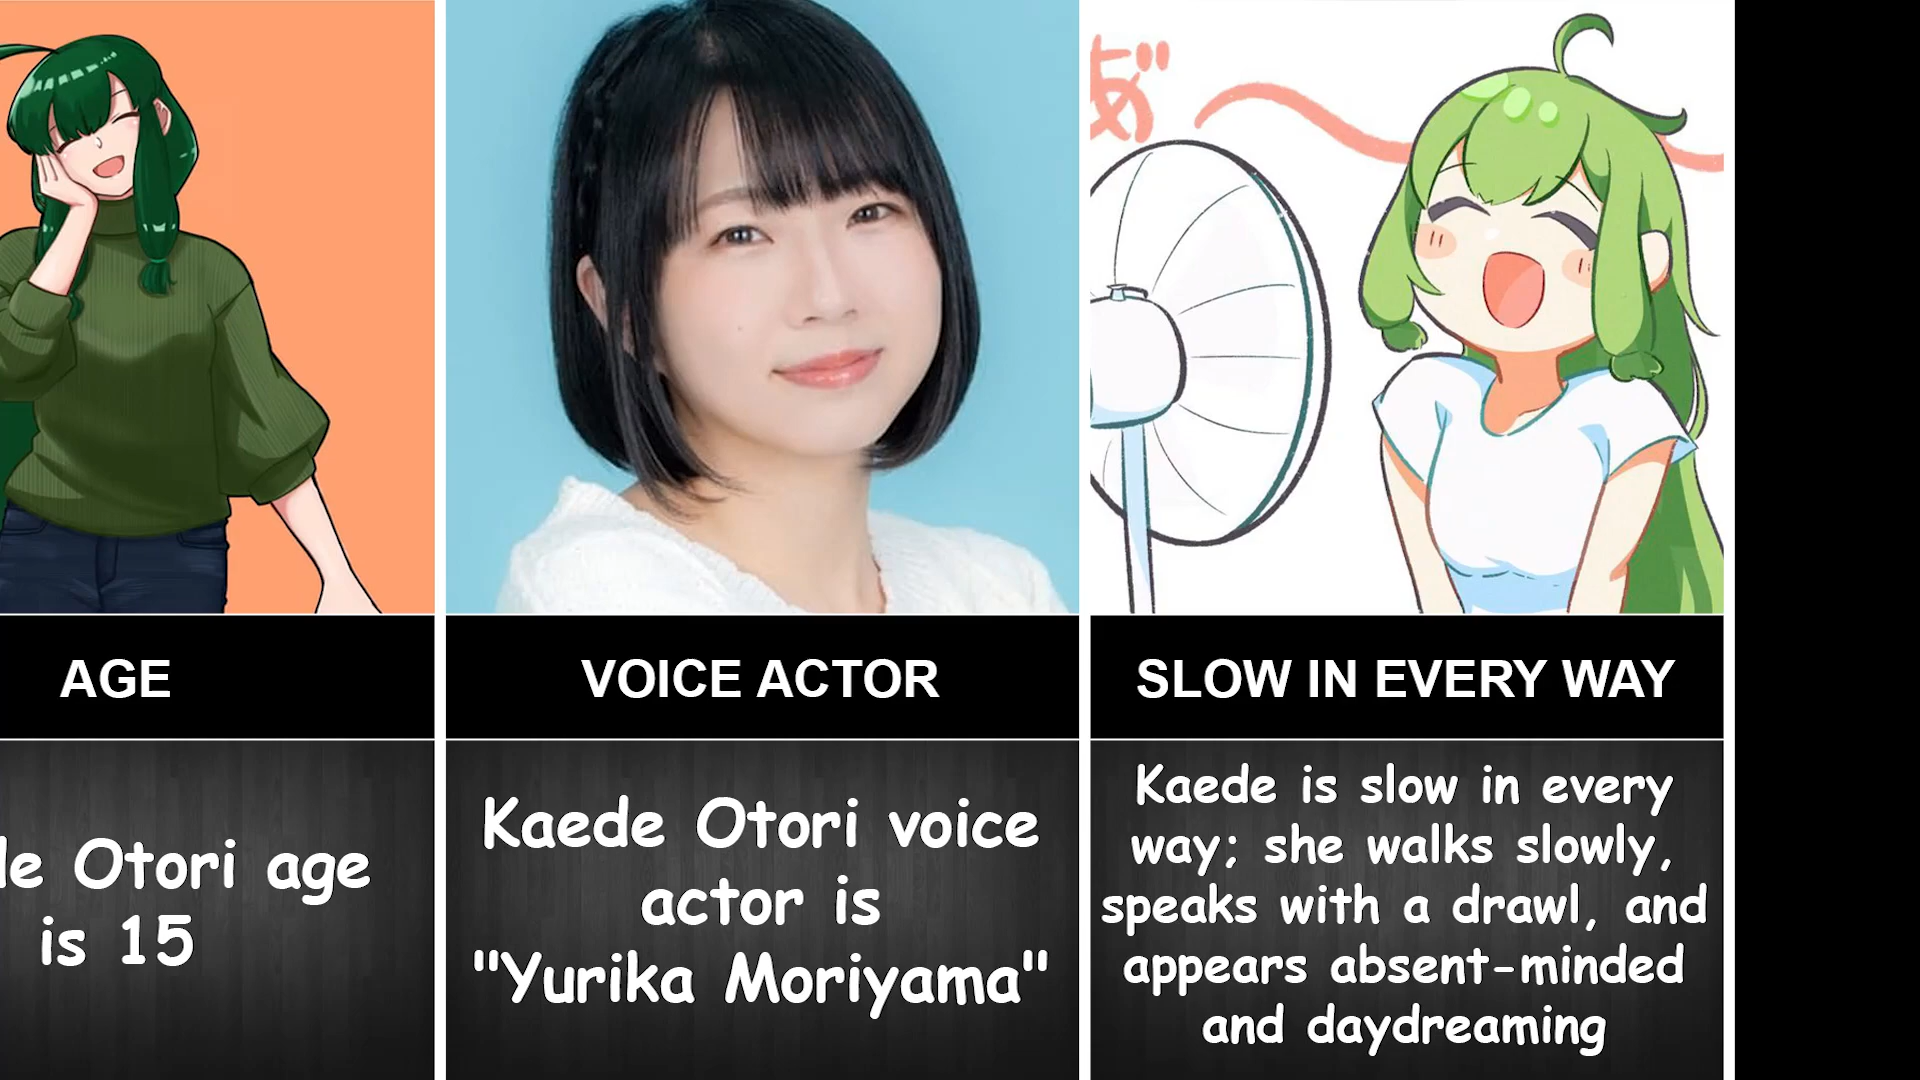 あ゛
AGE
le Otori age
is 15
VOICE ACTOR
Kaede Otori voice
actor is
"Yurika Moriyama"
SLOW IN EVERY WAY
Kaede is slow in every
way; she walks slowly,
speaks with a drawl, and
appears absent-minded
and daydreaming